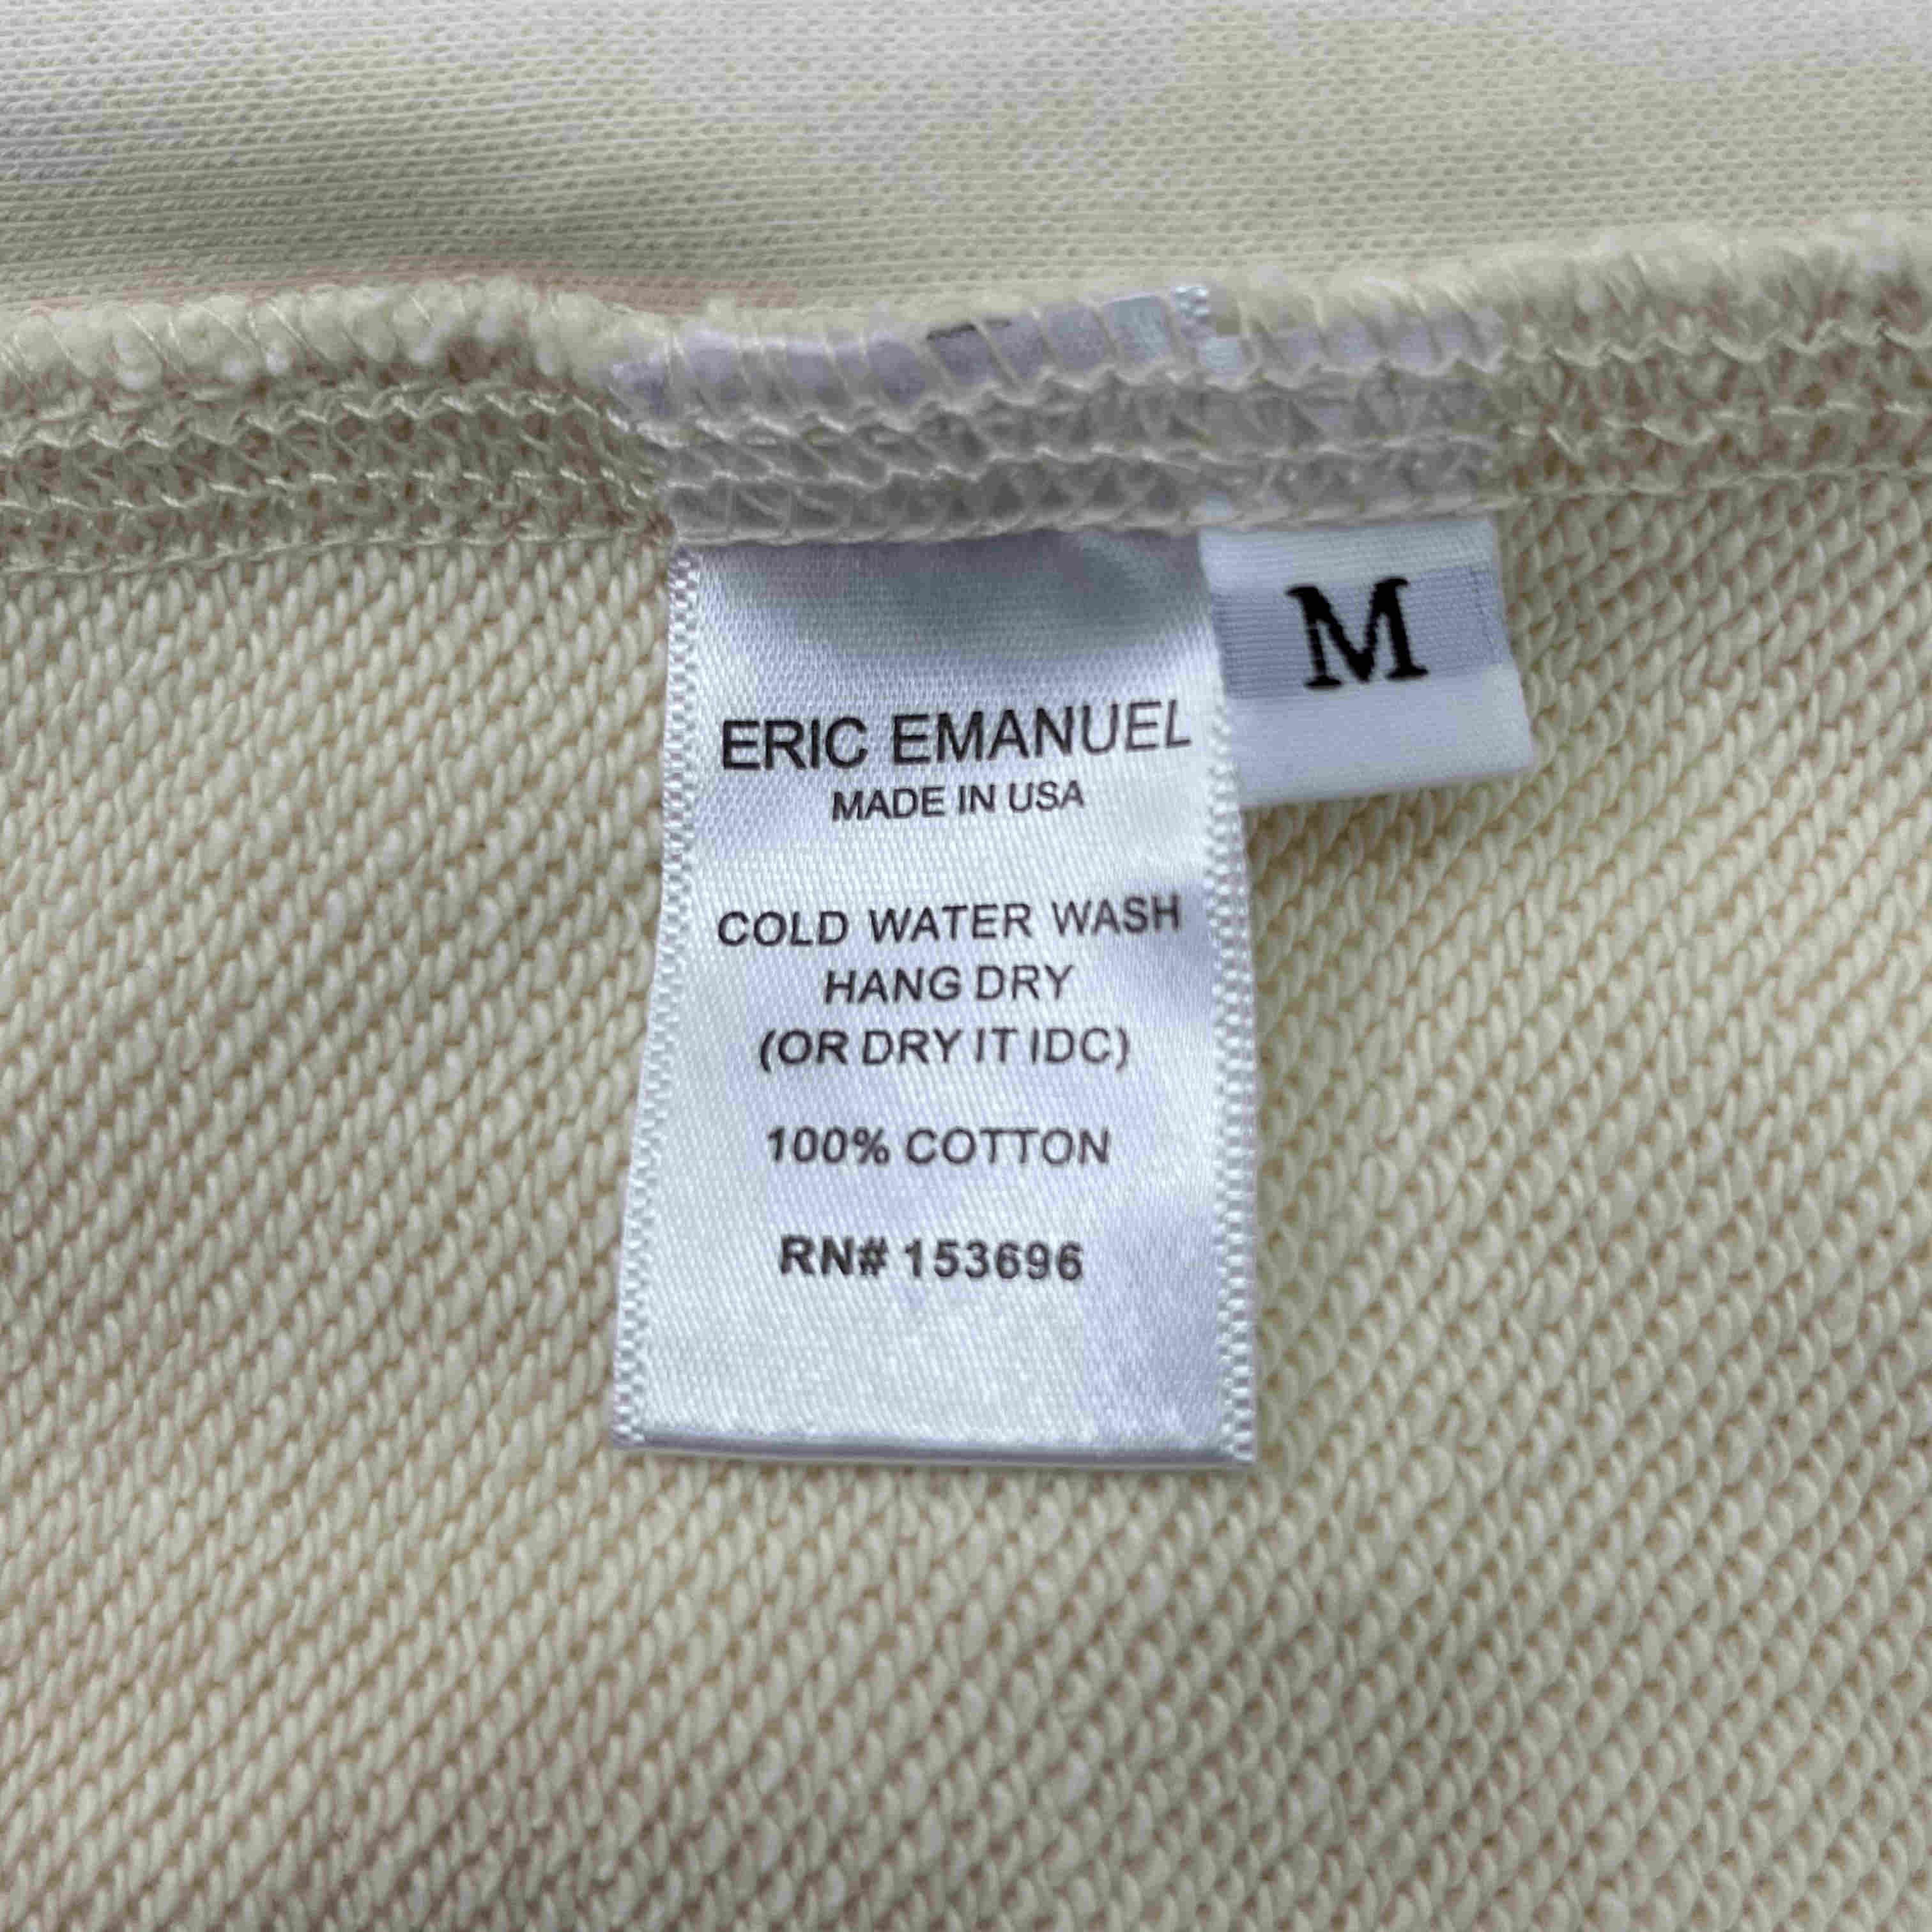 M
ERIC EMANUEL
MADE IN USA
COLD WATER WASH
HANG DRY
(OR DRY IT IDC)
100% COTTON
RN# 153696